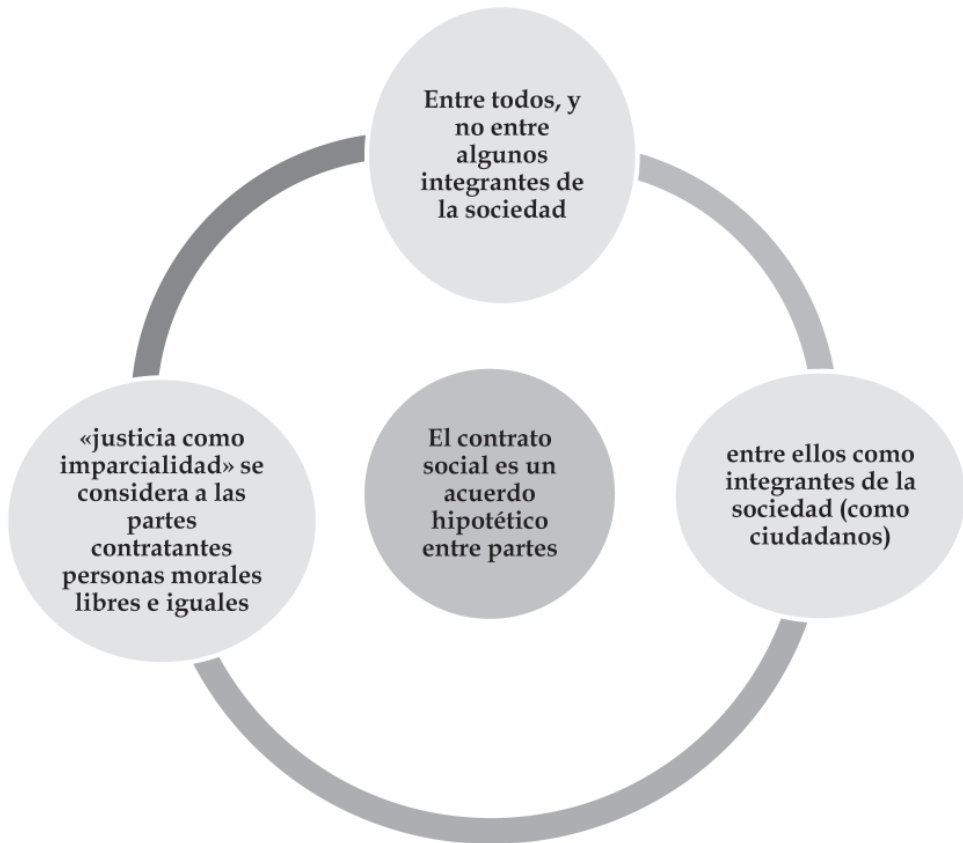 Entre todos, y
no entre
algunos
integrantes de
la sociedad
«justicia como
imparcialidad» se
considera a las
partes
contratantes
personas morales
libres e iguales
El contrato
social es un
acuerdo
hipotético
entre partes
entre ellos como
integrantes de la
sociedad (como
ciudadanos)